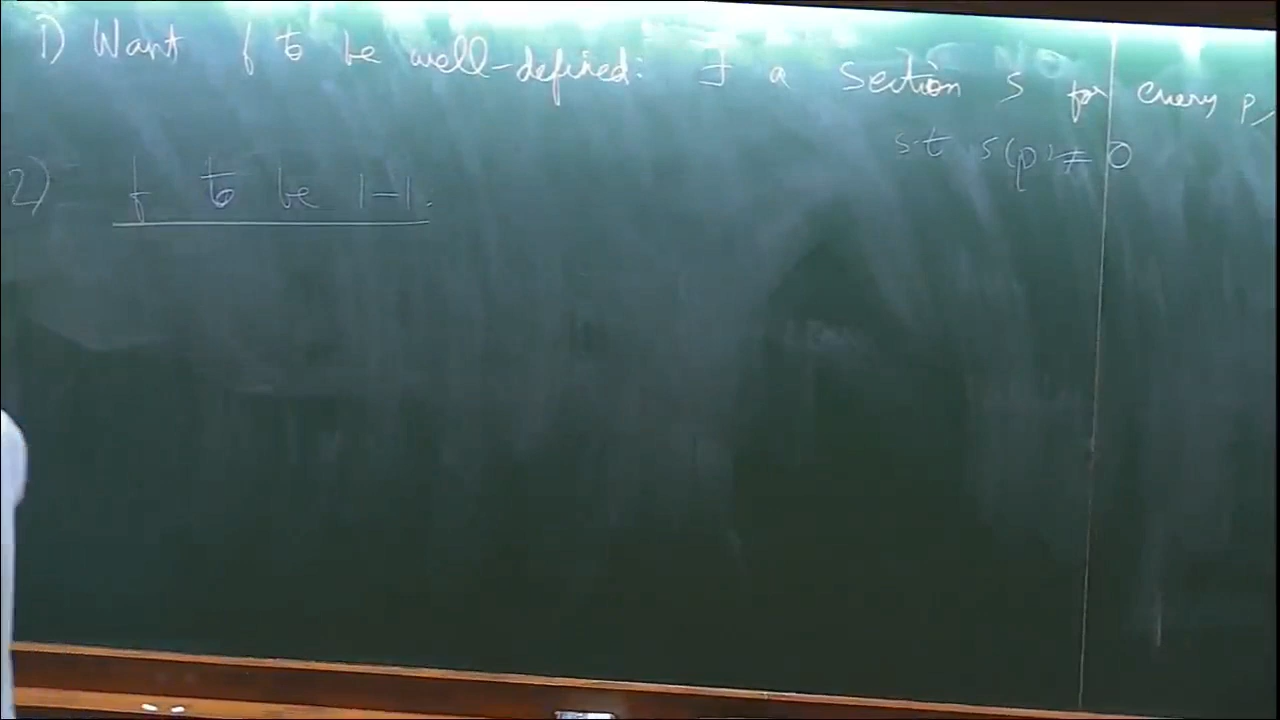 1) Want f to be well-defined: ∃ a section s for every p,
s.t s(p) ≠ 0
2) f to be 1-1.